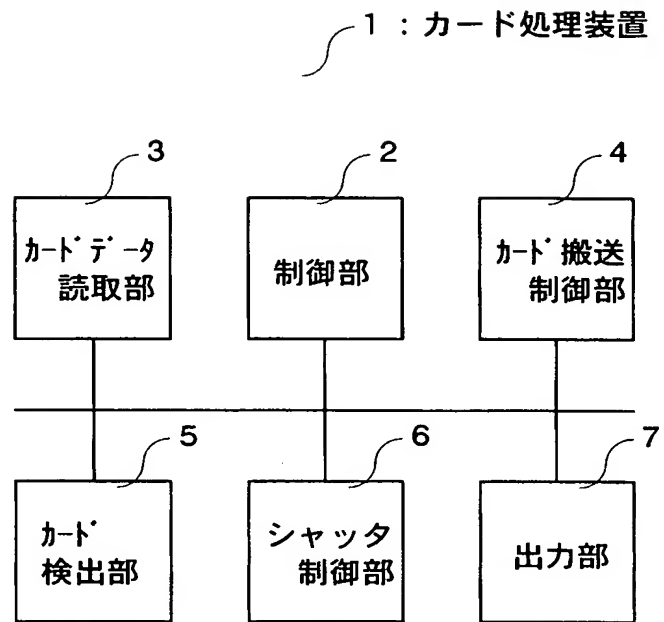 1：カード処理装置
3
2
4
カードデータ
読取部
制御部
カード搬送
制御部
5
6
7
カード
検出部
シャッタ
制御部
出力部